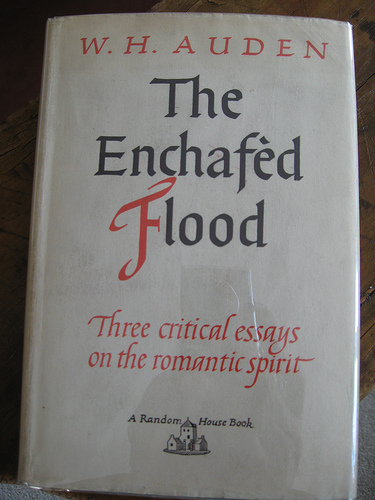 W. H. AUDEN
The
Enchafèd
Flood
Three critical essays
on the romantic spirit
A Random House Book